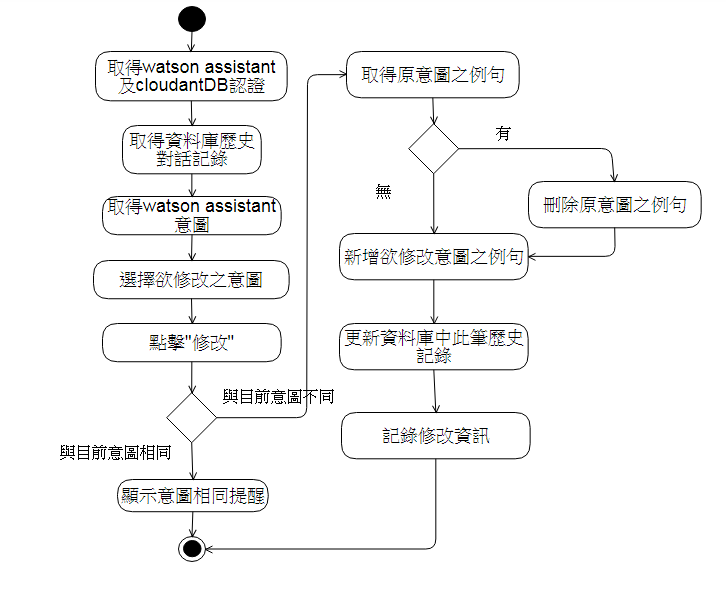 取得watson assistant
及cloudantDB認證
取得資料庫歷史
對話記錄
取得watson assistant
意圖
選擇欲修改之意圖
點擊"修改"
與目前意圖不同
與目前意圖相同
顯示意圖相同提醒
取得原意圖之例句
有
無
刪除原意圖之例句
新增欲修改意圖之例句
更新資料庫中此筆歷史
記錄
記錄修改資訊